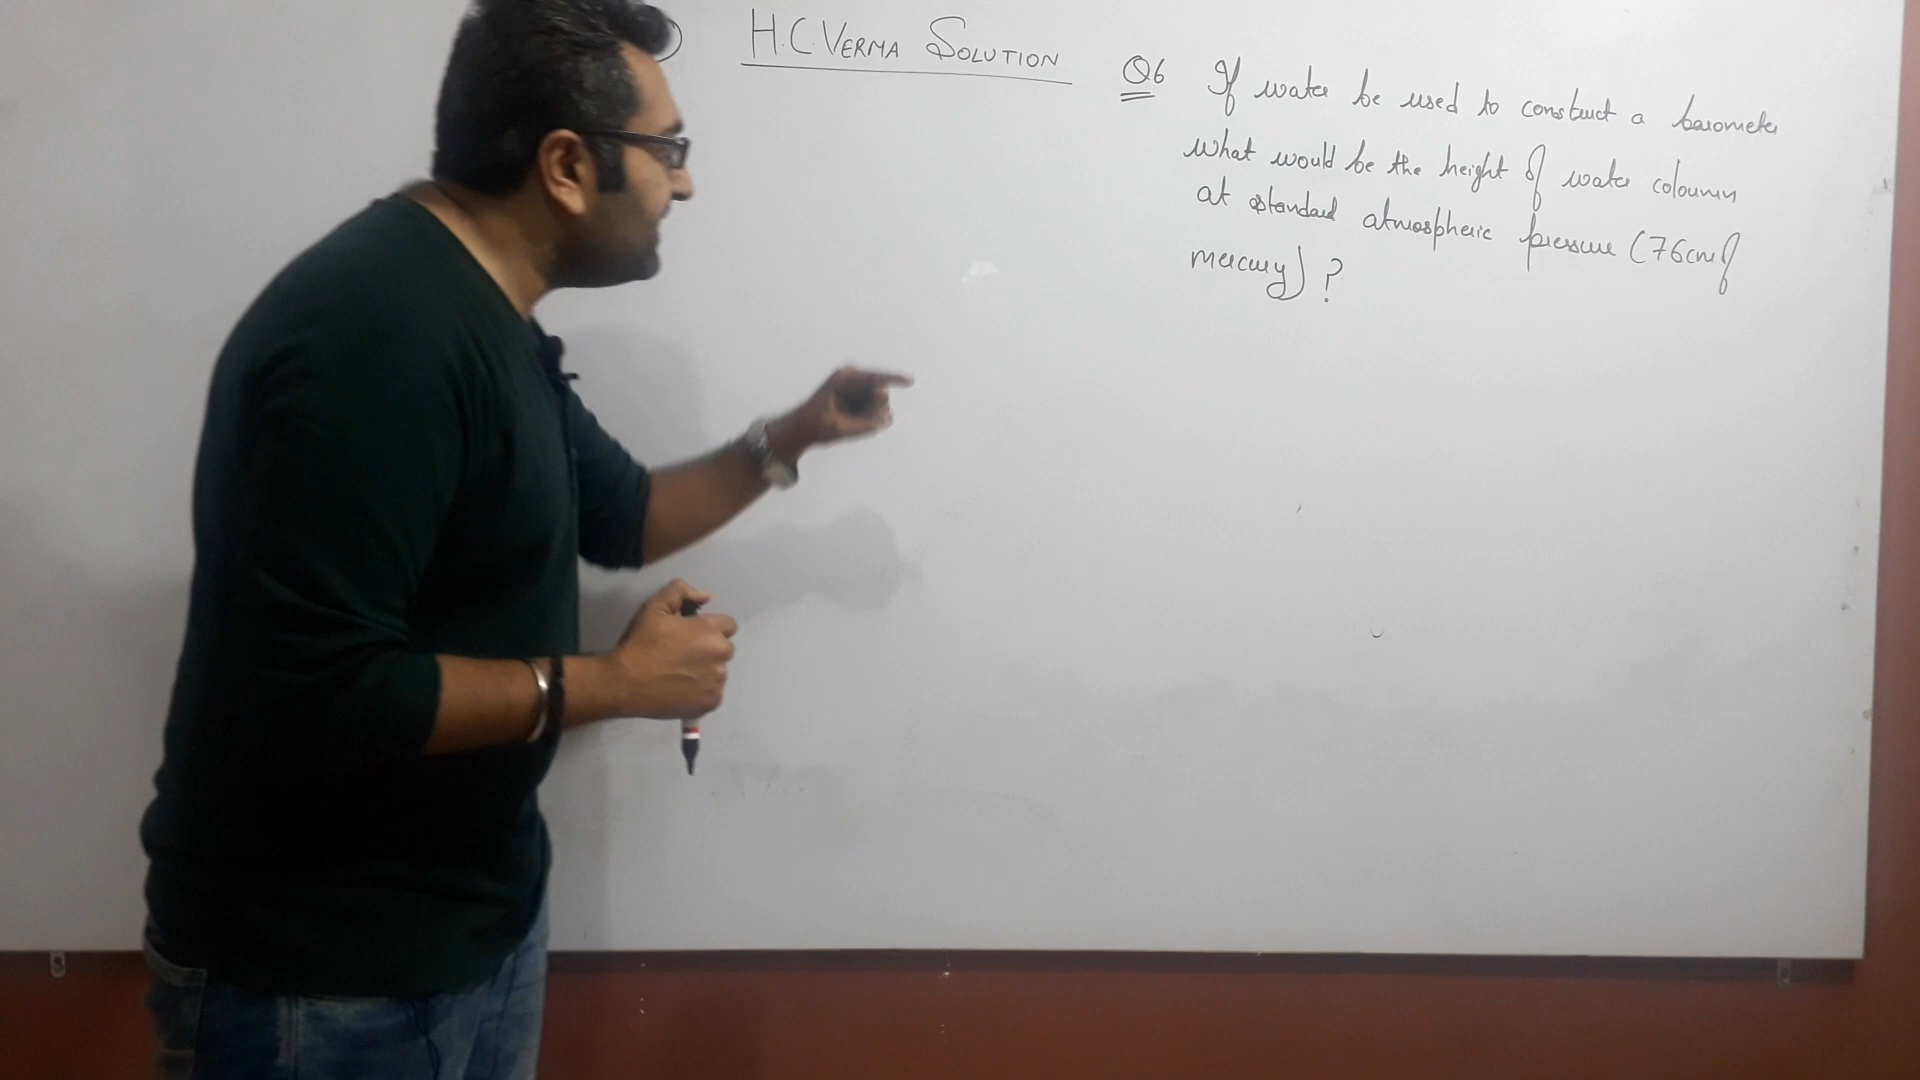 H.C.VERMA SOLUTION
Q6 If water be used to construct a barometer
what would be the height of water coloumn
at standard atmospheric pressure (76cm of
mercury) ?